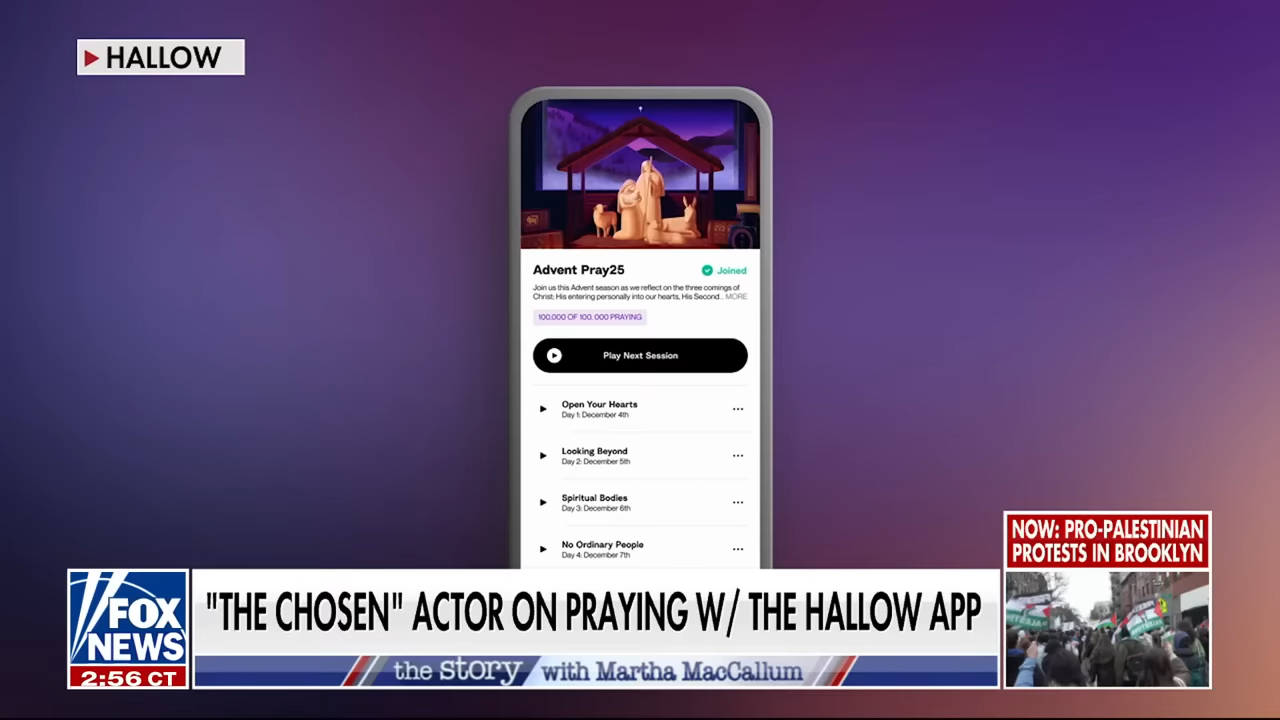 HALLOW
Advent Pray25
Joined
Join us this Advent season as we reflect on the three comings of
Christ: His entering personally into our hearts, His Second... MORE
100,000 OF 100. 000 PRAYING
Play Next Session
Open Your Hearts
Day 1: December 4th
Looking Beyond
Day 2: December 5th
Spiritual Bodies
Day 3: December 6th
No Ordinary People
Day 4: December 7th
NOW: PRO-PALESTINIAN
PROTESTS IN BROOKLYN
FOX
NEWS
2:56 CT
"THE CHOSEN" ACTOR ON PRAYING W/ THE HALLOW APP
the story with Martha MacCallum